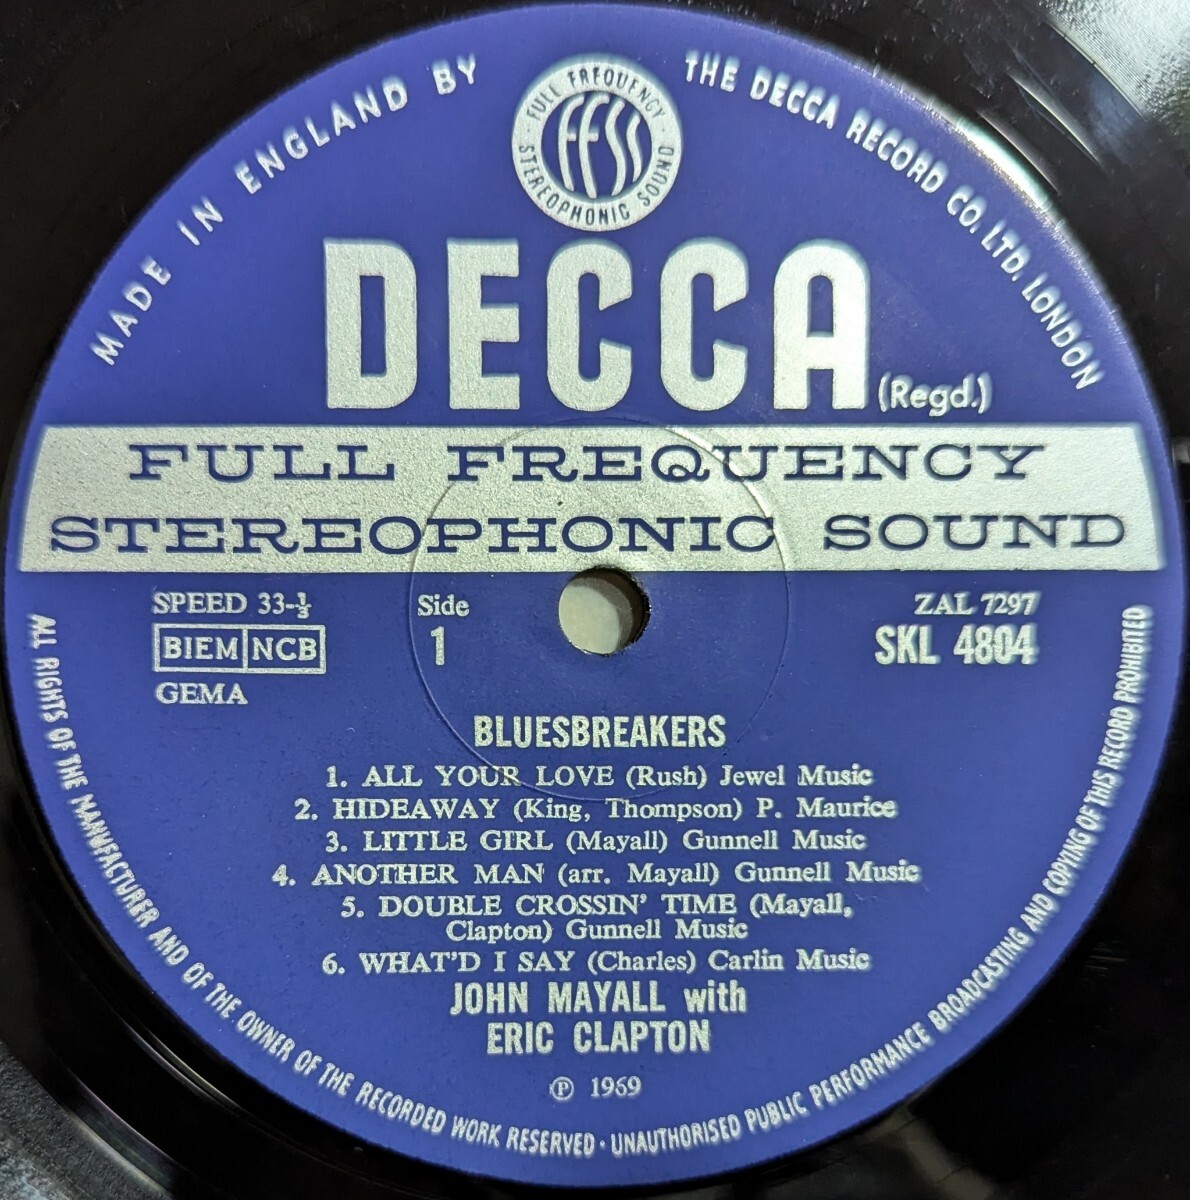 MADE IN ENGLAND BY
THE DECCA RECORD CO. LTD. LONDON
FULL FREQUENCY
FFSS
STEREOPHONIC SOUND
DECCA (Regd.)
FULL FREQUENCY
STEREOPHONIC SOUND
SPEED 33-⅓
Side
1
ZAL 7297
SKL 4804
BIEM NCB
GEMA
BLUESBREAKERS
1. ALL YOUR LOVE (Rush) Jewel Music
2. HIDEAWAY (King, Thompson) P. Maurice
3. LITTLE GIRL (Mayall) Gunnell Music
4. ANOTHER MAN (arr. Mayall) Gunnell Music
5. DOUBLE CROSSIN' TIME (Mayall,
Clapton) Gunnell Music
6. WHAT'D I SAY (Charles) Carlin Music
JOHN MAYALL with
ERIC CLAPTON
℗ 1969
ALL RIGHTS OF THE MANUFACTURER AND OF THE OWNER OF THE RECORDED WORK RESERVED · UNAUTHORISED PUBLIC PERFORMANCE BROADCASTING AND COPYING OF THIS RECORD PROHIBITED